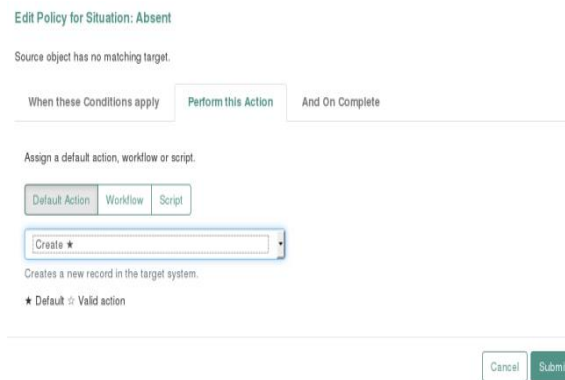 Edit Policy for Situation: Absent
Source object has no matching target.
When these Conditions apply Perform this Action And On Complete
Assign a default action, workflow or script.
Default Action Workflow Script
Create ★
Creates a new record in the target system.
★ Default ☆ Valid action
Cancel Submi